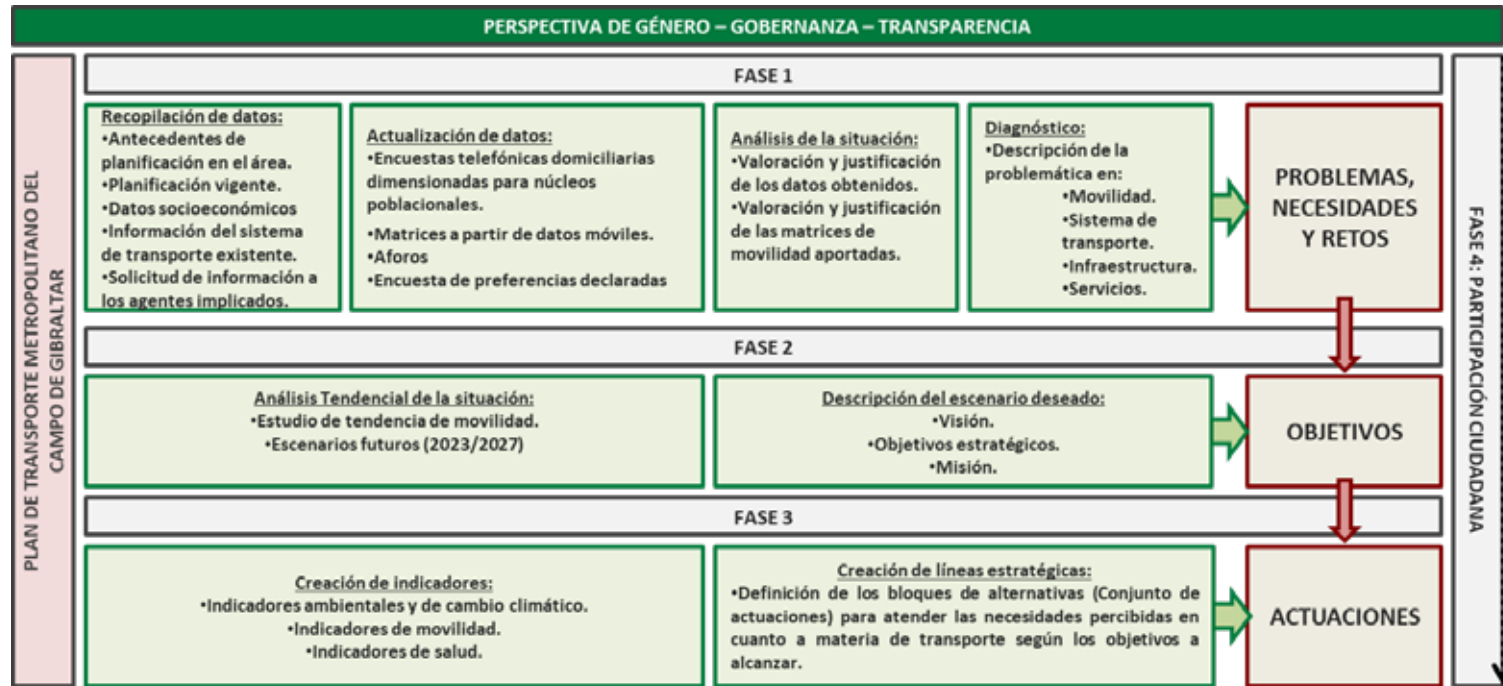 PERSPECTIVA DE GÉNERO – GOBERNANZA – TRANSPARENCIA
PLAN DE TRANSPORTE METROPOLITANO DEL
CAMPO DE GIBRALTAR
FASE 1
Recopilación de datos:
•Antecedentes de
planificación en el área.
•Planificación vigente.
•Datos socioeconómicos
•Información del sistema
de transporte existente.
•Solicitud de información a
los agentes implicados.
Actualización de datos:
•Encuestas telefónicas domiciliarias
dimensionadas para núcleos
poblacionales.
•Matrices a partir de datos móviles.
•Aforos
•Encuesta de preferencias declaradas
Análisis de la situación:
•Valoración y justificación
de los datos obtenidos.
•Valoración y justificación
de las matrices de
movilidad aportadas.
Diagnóstico:
•Descripción de la
problemática en:
•Movilidad.
•Sistema de
transporte.
•Infraestructura.
•Servicios.
PROBLEMAS,
NECESIDADES
Y RETOS
FASE 2
Análisis Tendencial de la situación:
•Estudio de tendencia de movilidad.
•Escenarios futuros (2023/2027)
Descripción del escenario deseado:
•Visión.
•Objetivos estratégicos.
•Misión.
OBJETIVOS
FASE 3
Creación de indicadores:
•Indicadores ambientales y de cambio climático.
•Indicadores de movilidad.
•Indicadores de salud.
Creación de líneas estratégicas:
•Definición de los bloques de alternativas (Conjunto de
actuaciones) para atender las necesidades percibidas en
cuanto a materia de transporte según los objetivos a
alcanzar.
ACTUACIONES
FASE 4: PARTICIPACIÓN CIUDADANA